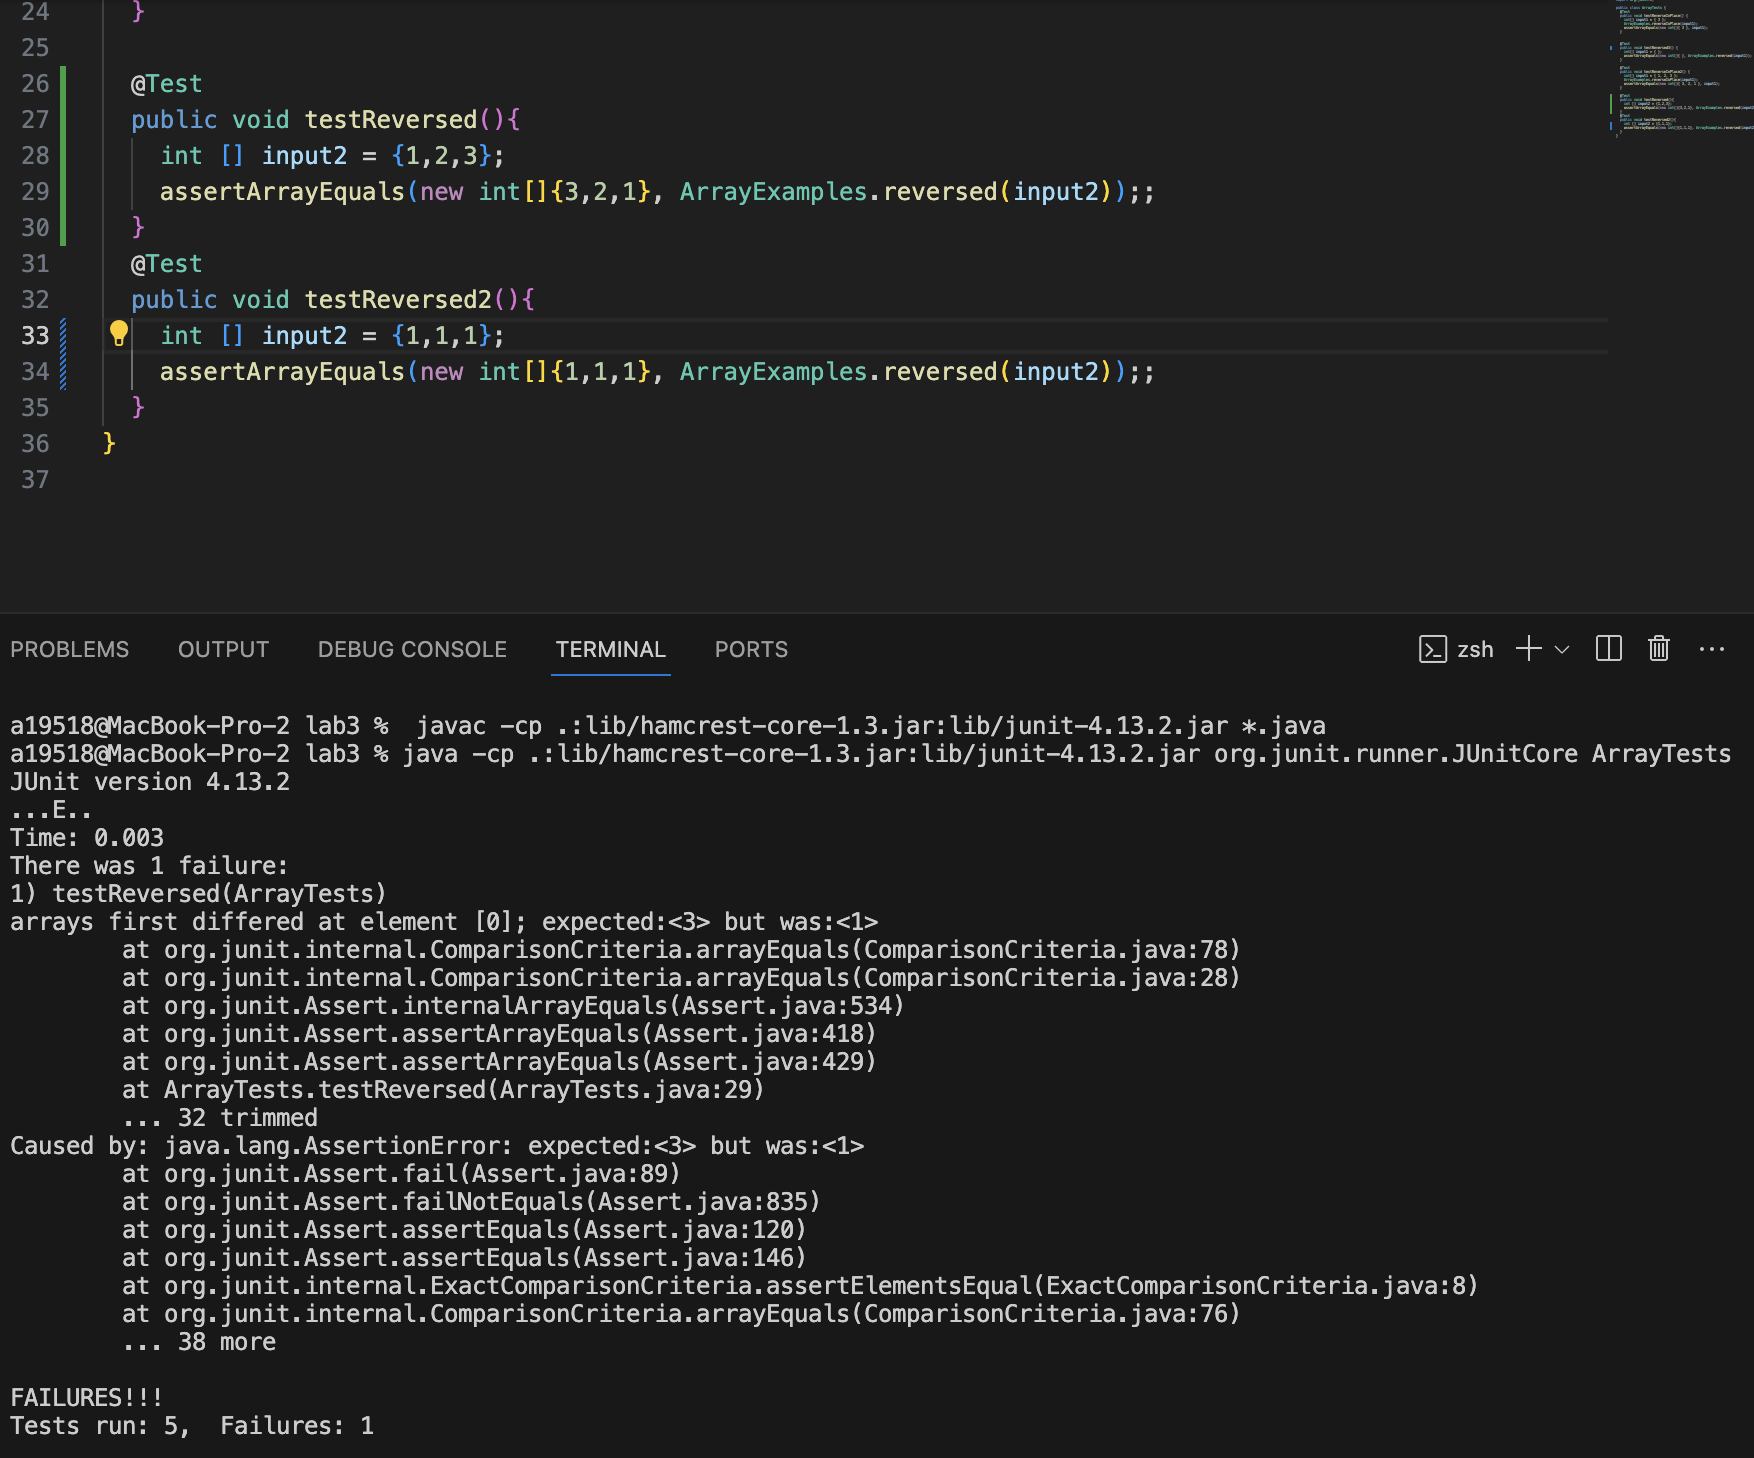 24 }
25
26 @Test
27 public void testReversed(){
28 int [] input2 = {1,2,3};
29 assertArrayEquals(new int[]{3,2,1}, ArrayExamples.reversed(input2));;
30 }
31 @Test
32 public void testReversed2(){
33 int [] input2 = {1,1,1};
34 assertArrayEquals(new int[]{1,1,1}, ArrayExamples.reversed(input2));;
35 }
36 }
37
PROBLEMS OUTPUT DEBUG CONSOLE TERMINAL PORTS zsh
a19518@MacBook-Pro-2 lab3 %  javac -cp .:lib/hamcrest-core-1.3.jar:lib/junit-4.13.2.jar *.java
a19518@MacBook-Pro-2 lab3 % java -cp .:lib/hamcrest-core-1.3.jar:lib/junit-4.13.2.jar org.junit.runner.JUnitCore ArrayTests
JUnit version 4.13.2
...E..
Time: 0.003
There was 1 failure:
1) testReversed(ArrayTests)
arrays first differed at element [0]; expected:<3> but was:<1>
at org.junit.internal.ComparisonCriteria.arrayEquals(ComparisonCriteria.java:78)
at org.junit.internal.ComparisonCriteria.arrayEquals(ComparisonCriteria.java:28)
at org.junit.Assert.internalArrayEquals(Assert.java:534)
at org.junit.Assert.assertArrayEquals(Assert.java:418)
at org.junit.Assert.assertArrayEquals(Assert.java:429)
at ArrayTests.testReversed(ArrayTests.java:29)
... 32 trimmed
Caused by: java.lang.AssertionError: expected:<3> but was:<1>
at org.junit.Assert.fail(Assert.java:89)
at org.junit.Assert.failNotEquals(Assert.java:835)
at org.junit.Assert.assertEquals(Assert.java:120)
at org.junit.Assert.assertEquals(Assert.java:146)
at org.junit.internal.ExactComparisonCriteria.assertElementsEqual(ExactComparisonCriteria.java:8)
at org.junit.internal.ComparisonCriteria.arrayEquals(ComparisonCriteria.java:76)
... 38 more
FAILURES!!!
Tests run: 5,  Failures: 1